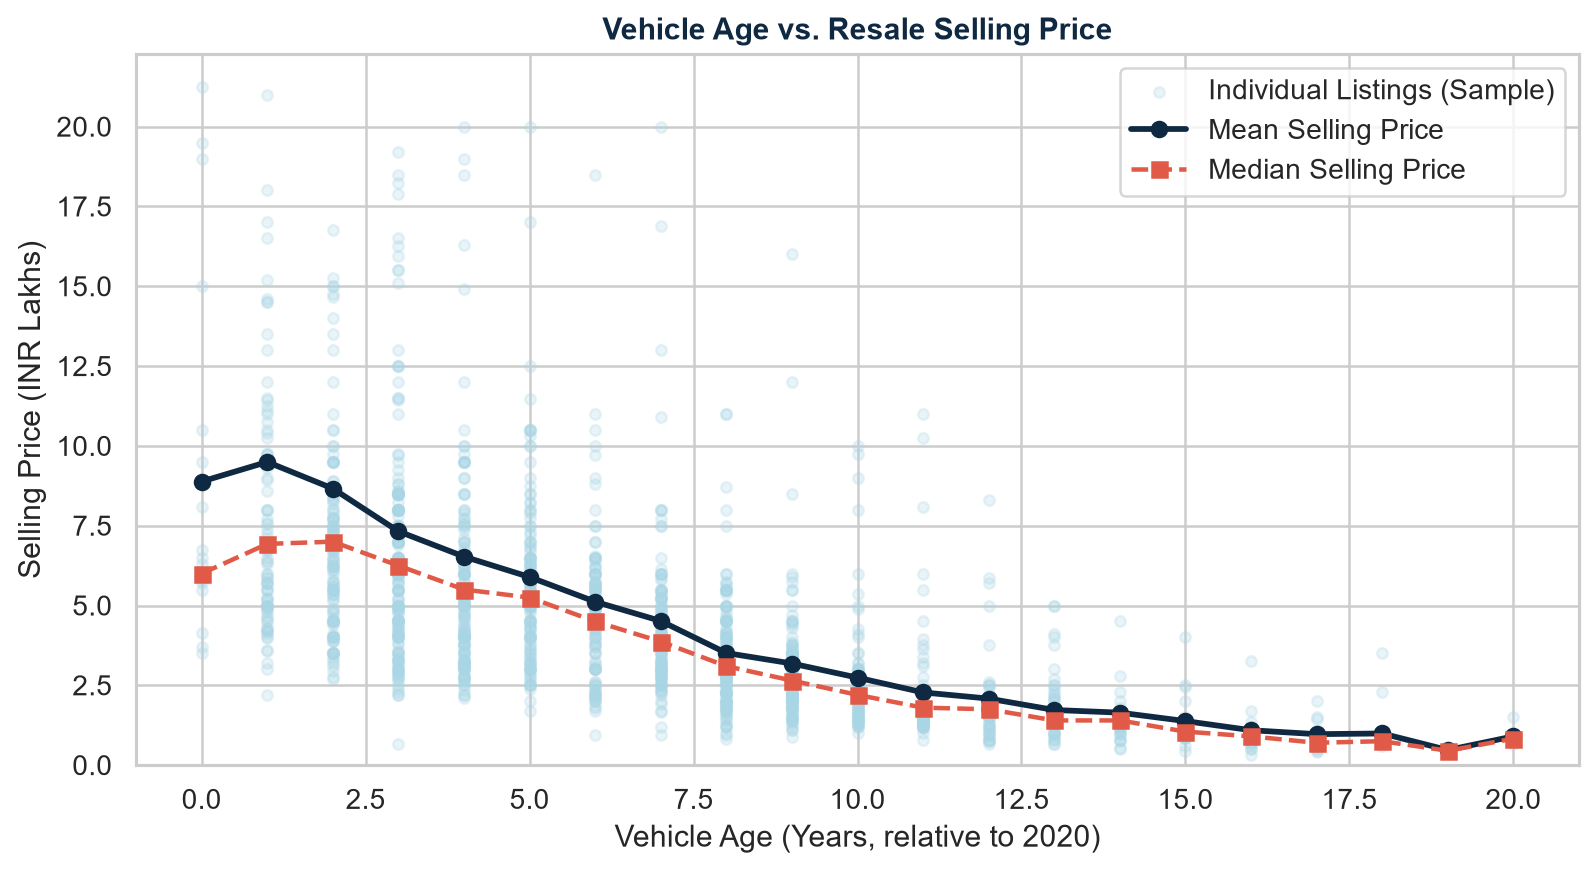 Vehicle Age vs. Resale Selling Price
Individual Listings (Sample)
Mean Selling Price
Median Selling Price
Selling Price (INR Lakhs)
20.0
17.5
15.0
12.5
10.0
7.5
5.0
2.5
0.0
0.0 2.5 5.0 7.5 10.0 12.5 15.0 17.5 20.0
Vehicle Age (Years, relative to 2020)